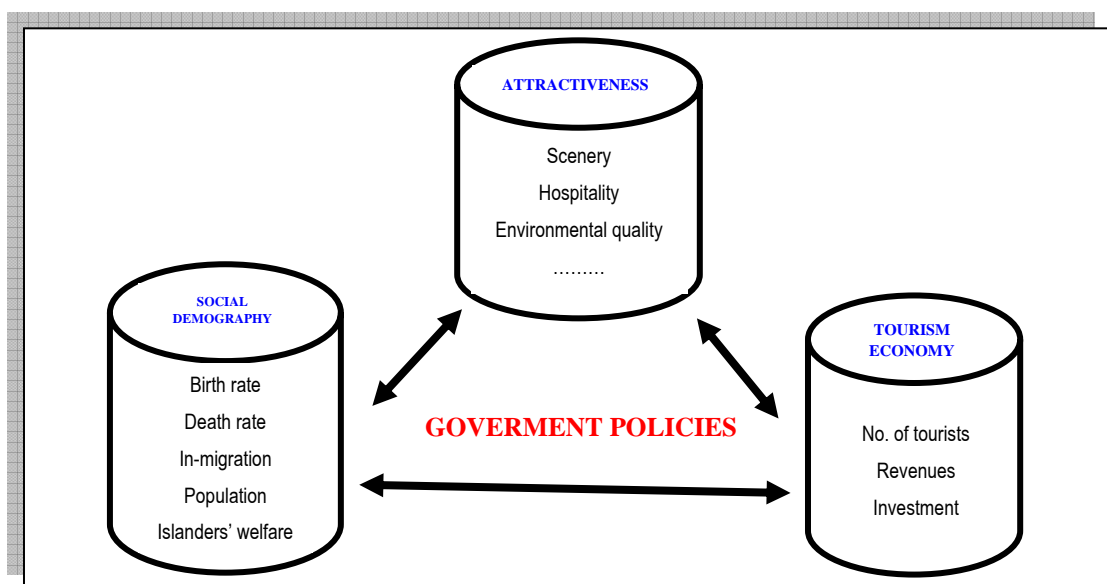 ATTRACTIVENESS
Scenery
Hospitality
Environmental quality
………
SOCIAL
DEMOGRAPHY
Birth rate
Death rate
In-migration
Population
Islanders’ welfare
GOVERMENT POLICIES
TOURISM
ECONOMY
No. of tourists
Revenues
Investment